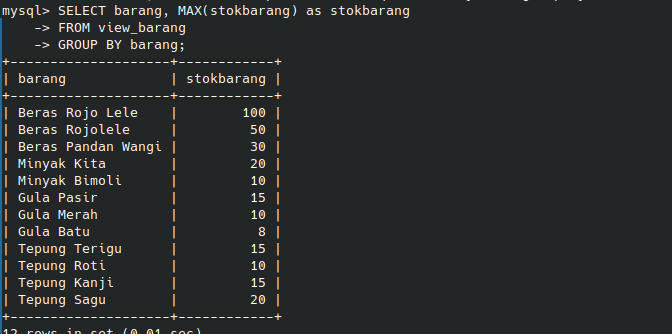 mysql> SELECT barang, MAX(stokbarang) as stokbarang
    -> FROM view_barang
    -> GROUP BY barang;
+--------------------+------------+
| barang             | stokbarang |
+--------------------+------------+
| Beras Rojo Lele    |        100 |
| Beras Rojolele     |         50 |
| Beras Pandan Wangi |         30 |
| Minyak Kita        |         20 |
| Minyak Bimoli      |         10 |
| Gula Pasir         |         15 |
| Gula Merah         |         10 |
| Gula Batu          |          8 |
| Tepung Terigu      |         15 |
| Tepung Roti        |         10 |
| Tepung Kanji       |         15 |
| Tepung Sagu        |         20 |
+--------------------+------------+
12 rows in set (0.01 sec)